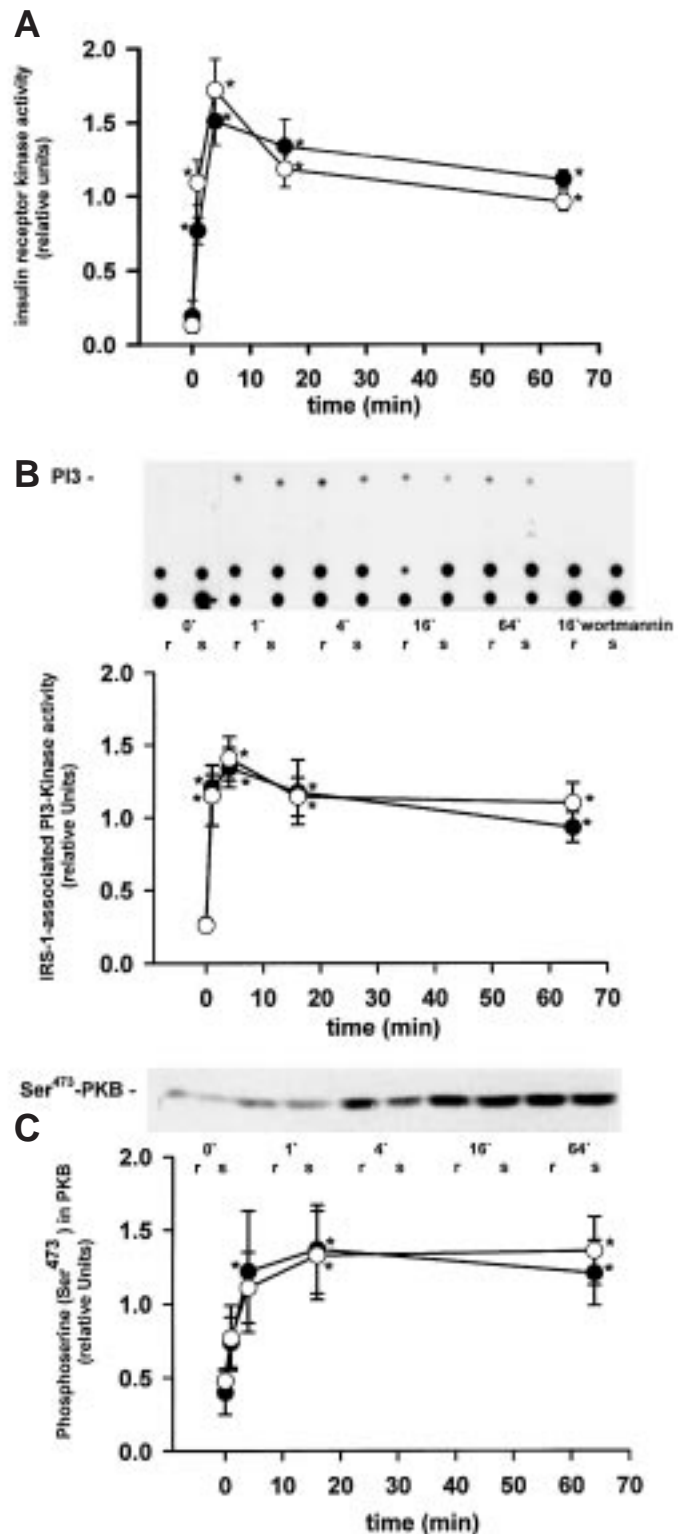 A
insulin receptor kinase activity
(relative units)
2.0
1.5
1.0
0.5
0.0
* * * * * * * *
0 10 20 30 40 50 60 70
time (min)
B
PI3 -
0' 1' 4' 16' 64' 16' wortmannin
r s r s r s r s r s r s
IRS-1-associated PI3-Kinase activity
(relative Units)
2.0
1.5
1.0
0.5
0.0
* * * * * * * *
0 10 20 30 40 50 60 70
time (min)
Ser473-PKB -
C
0' 1' 4' 16' 64'
r s r s r s r s r s
Phosphoserine (Ser473) in PKB
(relative Units)
2.0
1.5
1.0
0.5
0.0
* * * * *
0 10 20 30 40 50 60 70
time (min)